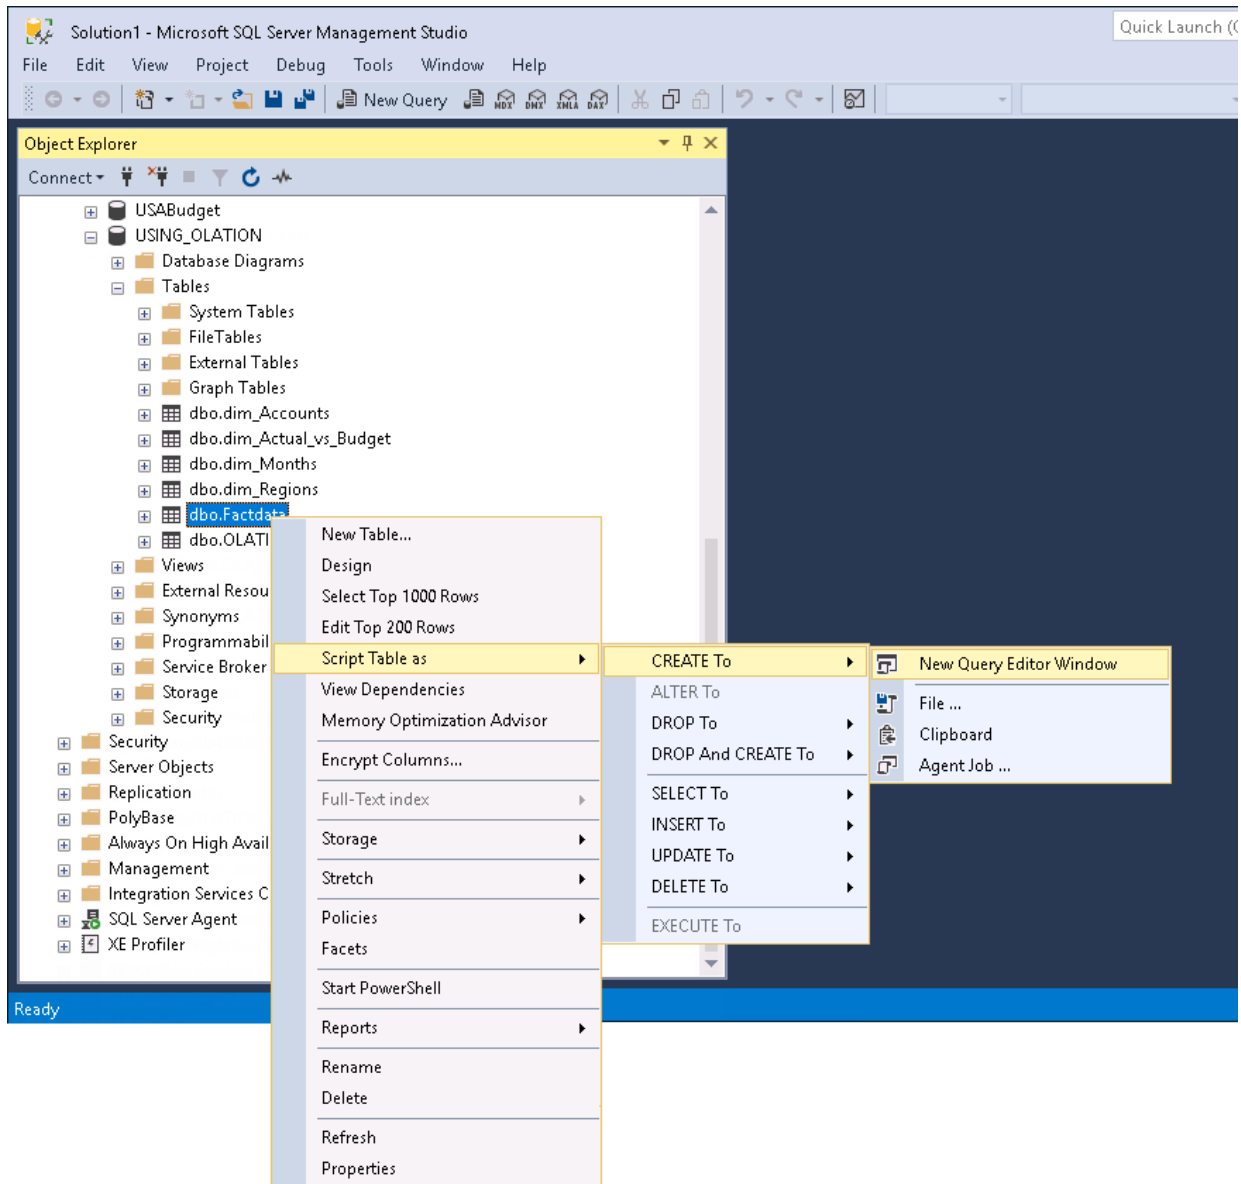 Solution1 - Microsoft SQL Server Management Studio
Quick Launch (
File Edit View Project Debug Tools Window Help
New Query MDX DMX XMLA DAX
Object Explorer
Connect
USABudget
USING_OLATION
Database Diagrams
Tables
System Tables
FileTables
External Tables
Graph Tables
dbo.dim_Accounts
dbo.dim_Actual_vs_Budget
dbo.dim_Months
dbo.dim_Regions
dbo.Factdata
dbo.OLATI
Views
External Resou
Synonyms
Programmabil
Service Broker
Storage
Security
Security
Server Objects
Replication
PolyBase
Always On High Avail
Management
Integration Services C
SQL Server Agent
XE Profiler
Ready
New Table...
Design
Select Top 1000 Rows
Edit Top 200 Rows
Script Table as
View Dependencies
Memory Optimization Advisor
Encrypt Columns...
Full-Text index
Storage
Stretch
Policies
Facets
Start PowerShell
Reports
Rename
Delete
Refresh
Properties
CREATE To
ALTER To
DROP To
DROP And CREATE To
SELECT To
INSERT To
UPDATE To
DELETE To
EXECUTE To
New Query Editor Window
File ...
Clipboard
Agent Job ...